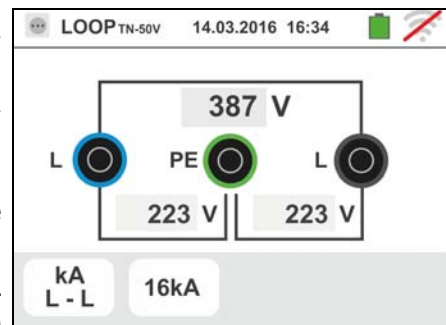 LOOP TN-50V 14.03.2016 16:34
387 V
L PE L
223 V 223 V
kA
L - L
16kA